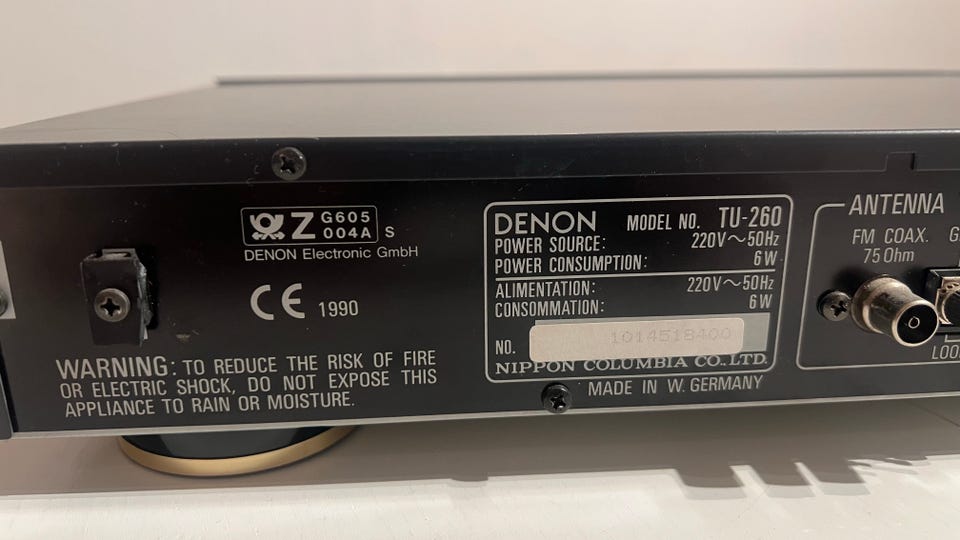 Z G605
004A S
DENON Electronic GmbH
CE 1990
WARNING: TO REDUCE THE RISK OF FIRE
OR ELECTRIC SHOCK, DO NOT EXPOSE THIS
APPLIANCE TO RAIN OR MOISTURE.
DENON MODEL NO. TU-260
POWER SOURCE: 220V～50Hz
POWER CONSUMPTION: 6W
ALIMENTATION: 220V～50Hz
CONSOMMATION: 6W
NO. 1014518400
NIPPON COLUMBIA CO., LTD.
MADE IN W. GERMANY
ANTENNA
FM COAX. G
75 Ohm
LOO